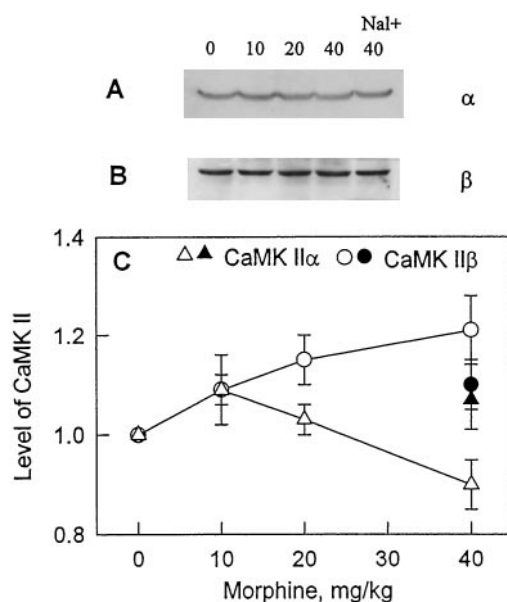 Nal+
0 10 20 40 40
A α
B β
C △▲ CaMK IIα ○● CaMK IIβ
1.4
1.2
1.0
0.8
Level of CaMK II
0 10 20 30 40
Morphine, mg/kg